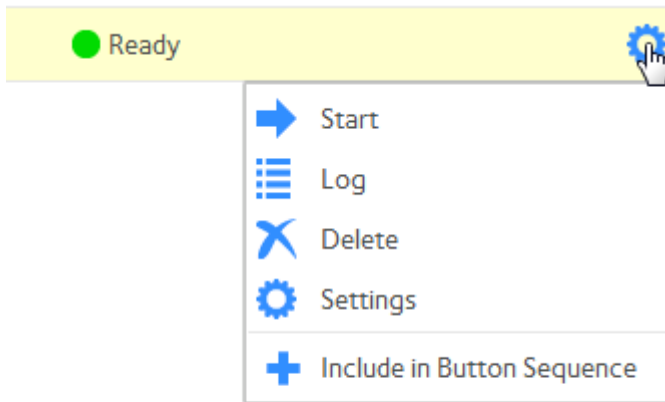 Ready
Start
Log
Delete
Settings
Include in Button Sequence